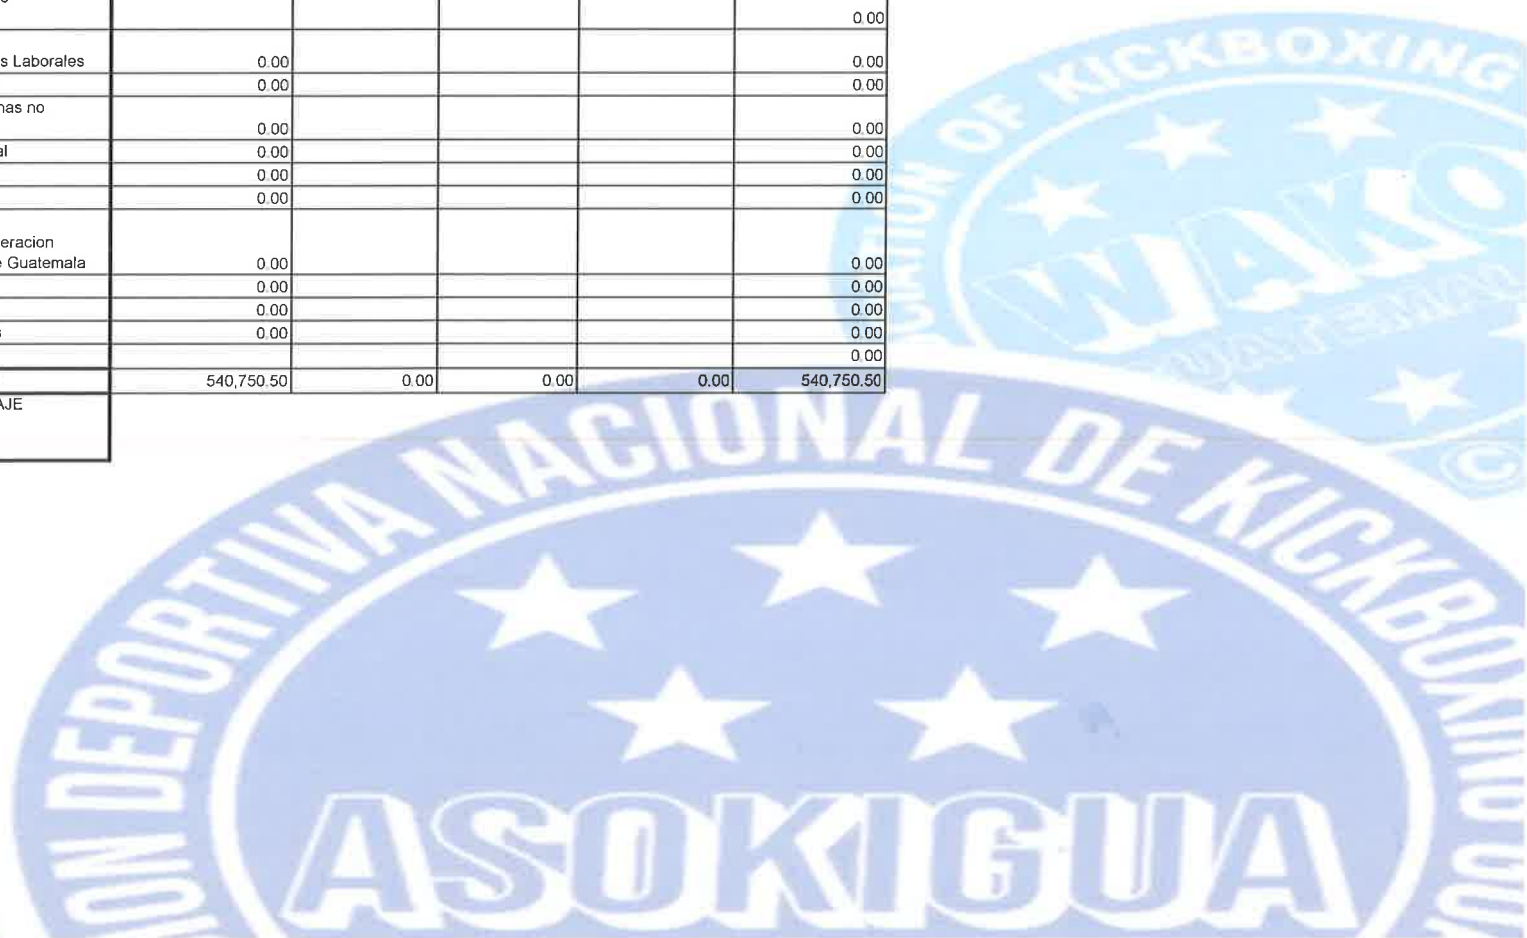 0.00
s Laborales 0.00 0.00
0.00 0.00
nas no
0.00 0.00
al 0.00 0.00
0.00 0.00
0.00 0.00
eracion
e Guatemala 0.00 0.00
0.00 0.00
0.00 0.00
s 0.00 0.00
0.00
540,750.50 0.00 0.00 0.00 540,750.50
AJE
OF KICKBOXING
WAKO
©
ION DEPORTIVA NACIONAL DE KICKBOXING
ASOKIGUA